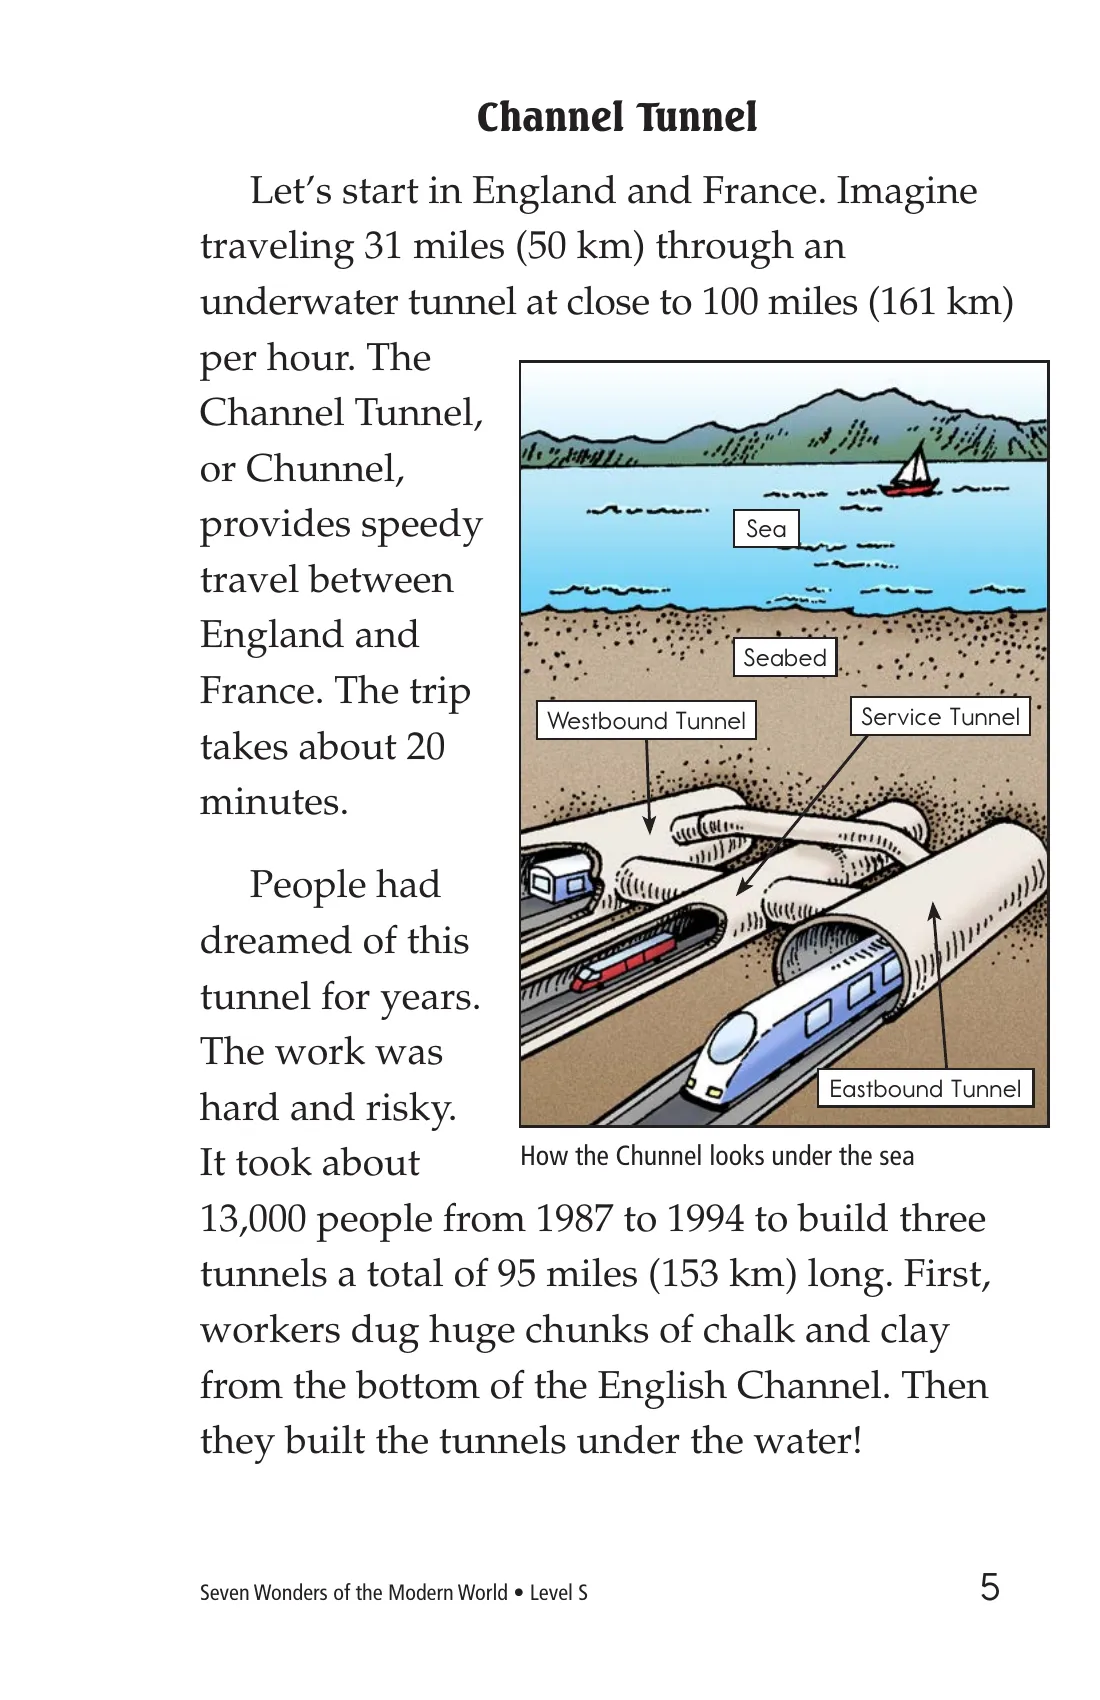 Channel Tunnel
Let’s start in England and France. Imagine
traveling 31 miles (50 km) through an
underwater tunnel at close to 100 miles (161 km)
per hour. The
Channel Tunnel,
or Chunnel,
provides speedy
travel between
England and
France. The trip
takes about 20
minutes.
People had
dreamed of this
tunnel for years.
The work was
hard and risky.
It took about
13,000 people from 1987 to 1994 to build three
tunnels a total of 95 miles (153 km) long. First,
workers dug huge chunks of chalk and clay
from the bottom of the English Channel. Then
they built the tunnels under the water!
Sea
Seabed
Westbound Tunnel
Service Tunnel
Eastbound Tunnel
How the Chunnel looks under the sea
Seven Wonders of the Modern World • Level S
5